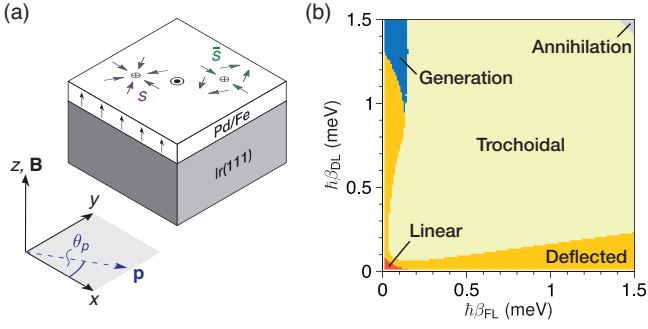 (a)
S
S̄
Pd/Fe
Ir(111)
z, B
y
θp
p
x
(b)
ħβDL (meV)
1.5
1
0.5
0
Annihilation
Generation
Trochoidal
Linear
Deflected
0
0.5
1
1.5
ħβFL (meV)